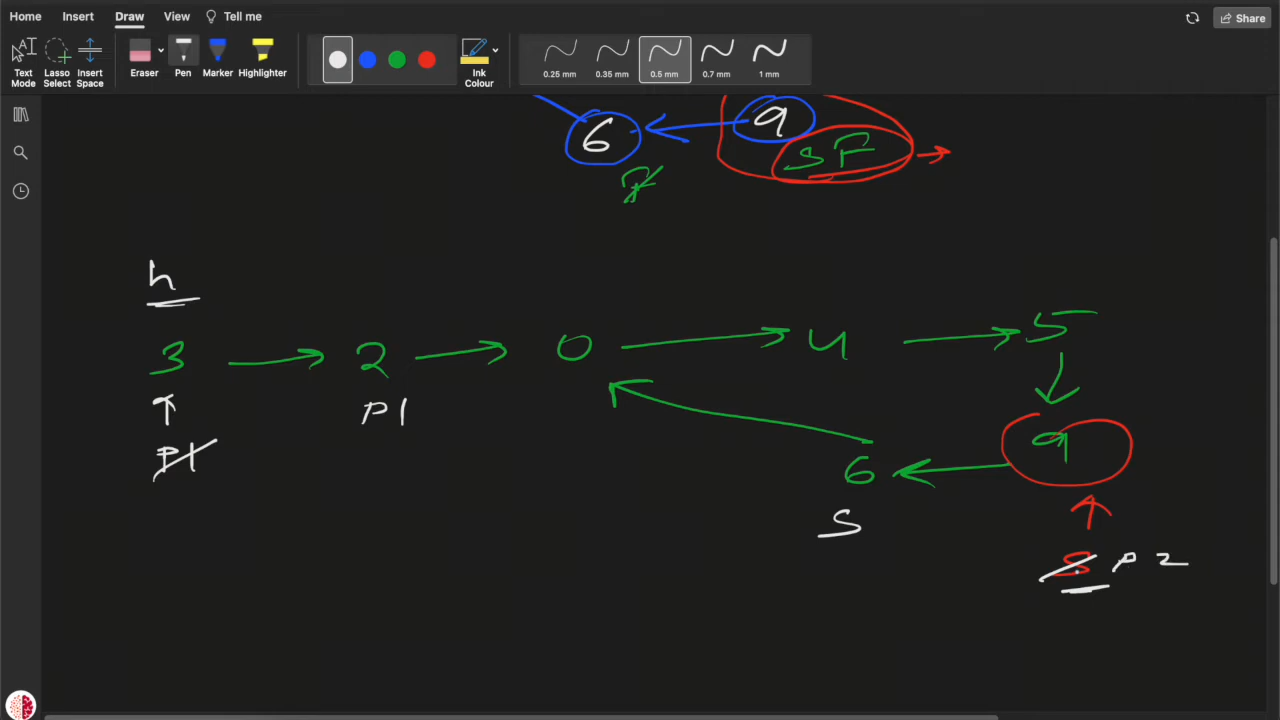 Home Insert Draw View Tell me Share
Text Mode Lasso Select Insert Space Eraser Pen Marker Highlighter Ink Colour 0.25 mm 0.35 mm 0.5 mm 0.7 mm 1 mm
6 9
S F
h
3 2 0 4 5
P1 P1
9
6
S
S P2